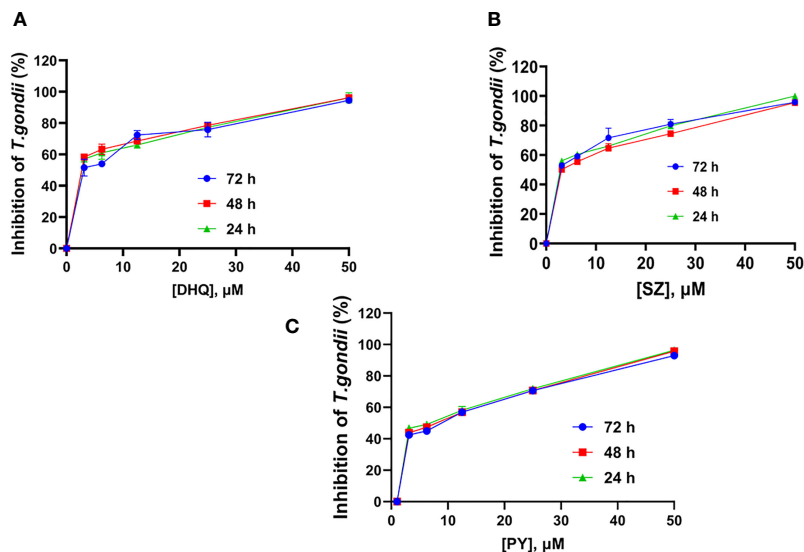 A
Inhibition of T.gondii (%)
120
100
80
60
40
20
0
72 h
48 h
24 h
0 10 20 30 40 50
[DHQ], µM
B
Inhibition of T.gondii (%)
120
100
80
60
40
20
0
72 h
48 h
24 h
0 10 20 30 40 50
[SZ], µM
C
Inhibition of T.gondii (%)
120
100
80
60
40
20
0
72 h
48 h
24 h
0 10 20 30 40 50
[PY], µM